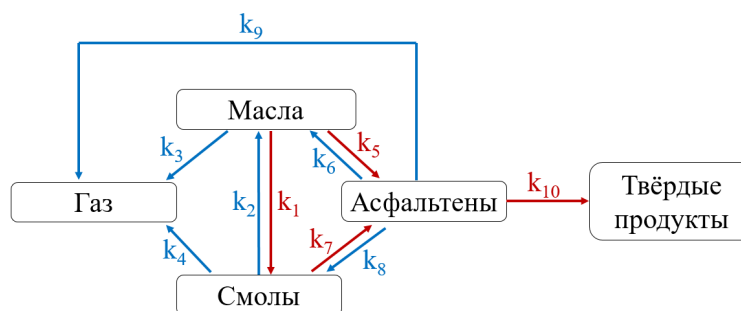 k9
Масла
k3
k5
k6
k10
Твёрдые
продукты
Газ
k2
k1
Асфальтены
k4
k7
k8
Смолы